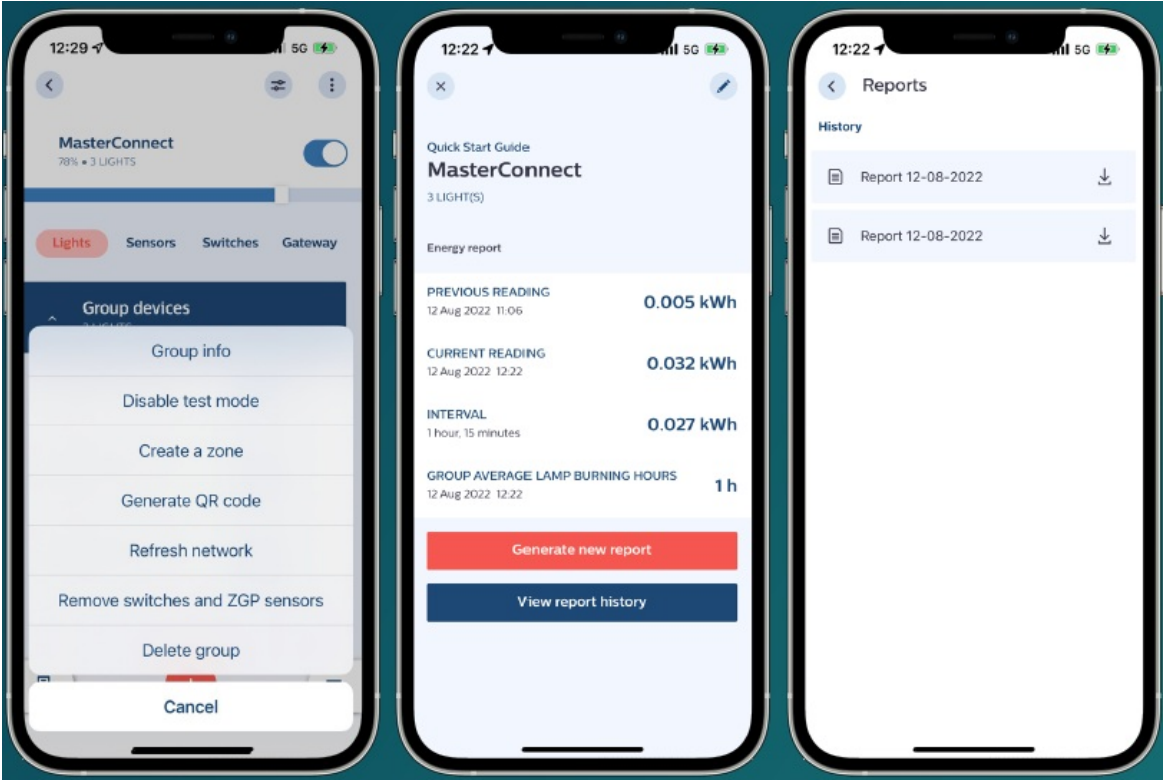 12:29
5G
MasterConnect
78% • 3 LIGHTS
Lights Sensors Switches Gateway
Group devices
3 LIGHTS
Group info
Disable test mode
Create a zone
Generate QR code
Refresh network
Remove switches and ZGP sensors
Delete group
Cancel
12:22
5G
Quick Start Guide
MasterConnect
3 LIGHT(S)
Energy report
PREVIOUS READING
12 Aug 2022 11:06
0.005 kWh
CURRENT READING
12 Aug 2022 12:22
0.032 kWh
INTERVAL
1 hour, 15 minutes
0.027 kWh
GROUP AVERAGE LAMP BURNING HOURS
12 Aug 2022 12:22
1 h
Generate new report
View report history
12:22
5G
Reports
History
Report 12-08-2022
Report 12-08-2022